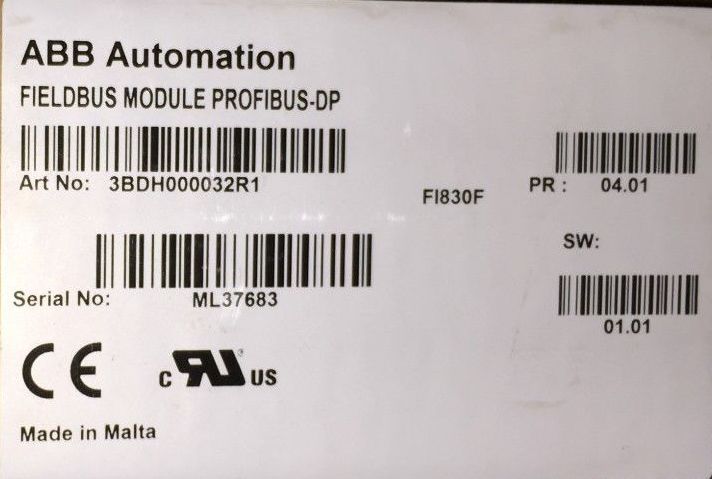 ABB Automation
FIELDBUS MODULE PROFIBUS-DP
Art No: 3BDH000032R1
FI830F
PR : 04.01
SW:
Serial No: ML37683
01.01
CE
c RU US
Made in Malta